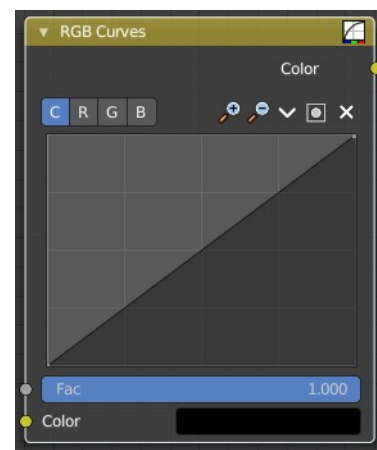 RGB Curves
Color
C R G B
Fac 1.000
Color